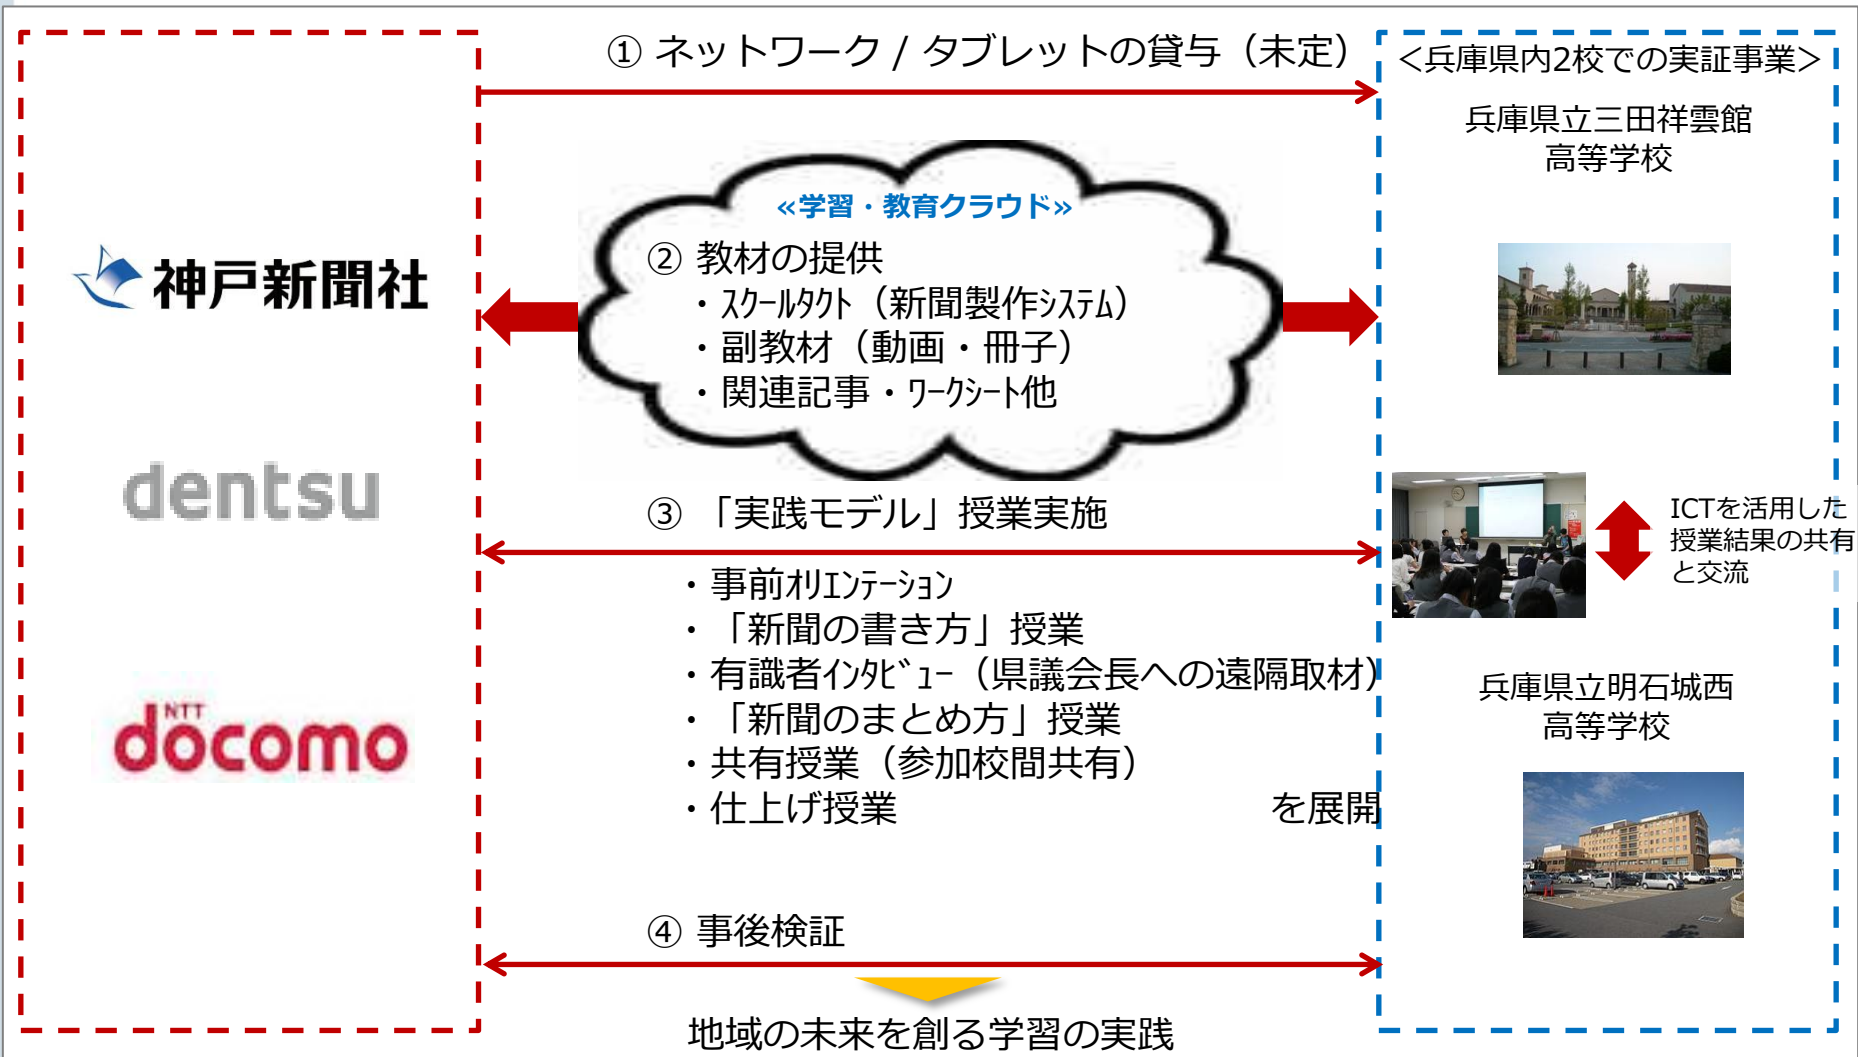 ① ネットワーク / タブレットの貸与（未定）
＜兵庫県内2校での実証事業＞
兵庫県立三田祥雲館
高等学校
神戸新聞社
dentsu
NTT
docomo
≪学習・教育クラウド≫
② 教材の提供
・ｽｸｰﾙﾀｸﾄ（新聞製作ｼｽﾃﾑ）
・副教材（動画・冊子）
・関連記事・ﾜｰｸｼｰﾄ他
③ 「実践モデル」授業実施
・事前ｵﾘｴﾝﾃｰｼｮﾝ
・「新聞の書き方」授業
・有識者ｲﾝﾀﾋﾞｭｰ（県議会長への遠隔取材）
・「新聞のまとめ方」授業
・共有授業（参加校間共有）
・仕上げ授業 を展開
ICTを活用した
授業結果の共有
と交流
兵庫県立明石城西
高等学校
④ 事後検証
地域の未来を創る学習の実践